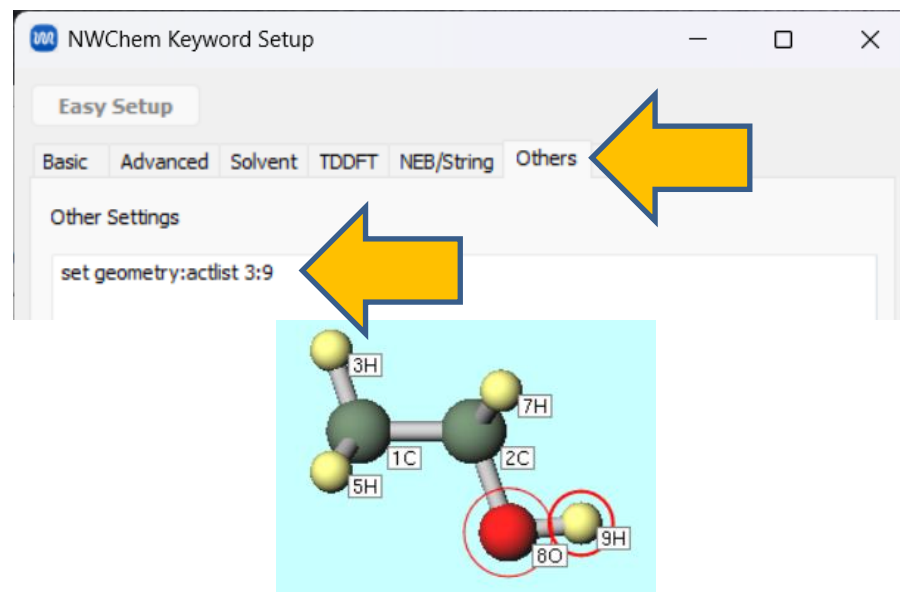 NWChem Keyword Setup
Easy Setup
Basic Advanced Solvent TDDFT NEB/String Others
Other Settings
set geometry:actlist 3:9
3H
7H
1C 2C
5H
9H
8O